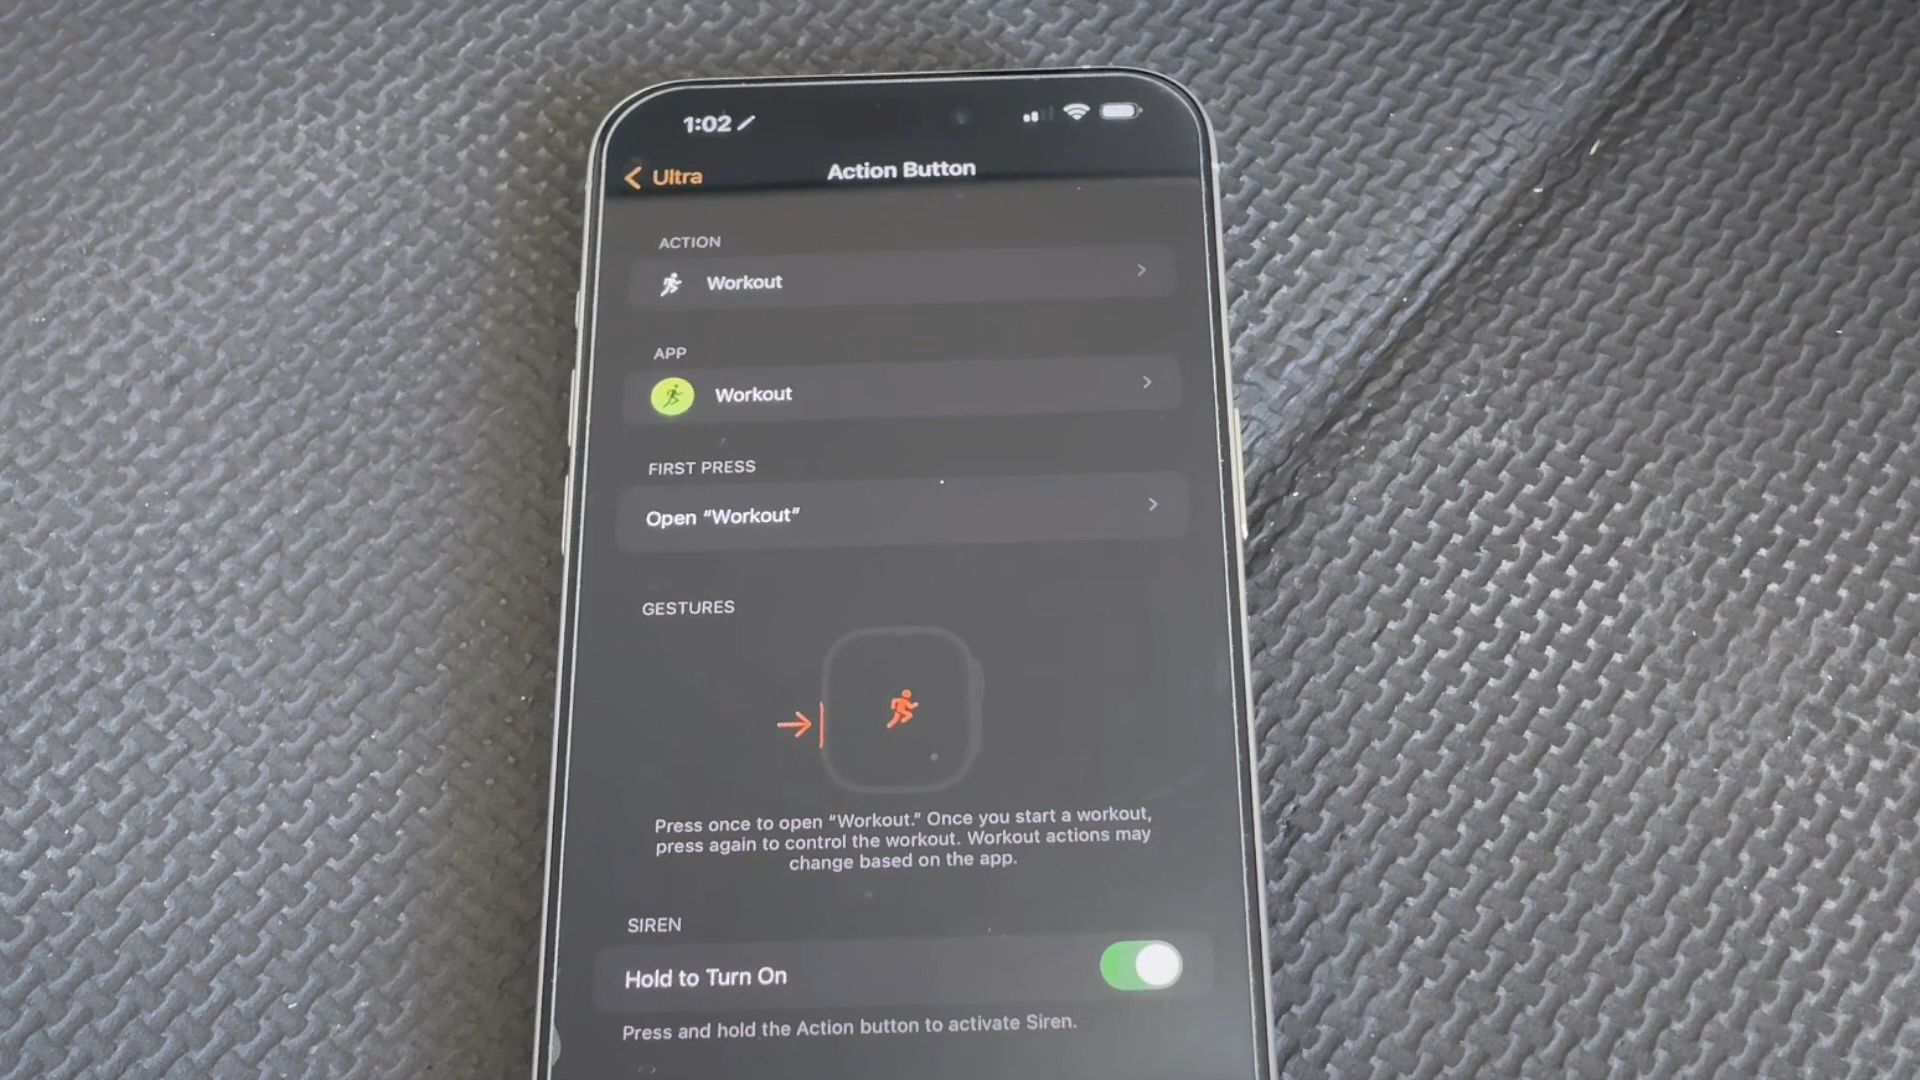 1:02
Ultra
Action Button
ACTION
Workout
APP
Workout
FIRST PRESS
Open “Workout”
GESTURES
Press once to open “Workout.” Once you start a workout,
press again to control the workout. Workout actions may
change based on the app.
SIREN
Hold to Turn On
Press and hold the Action button to activate Siren.